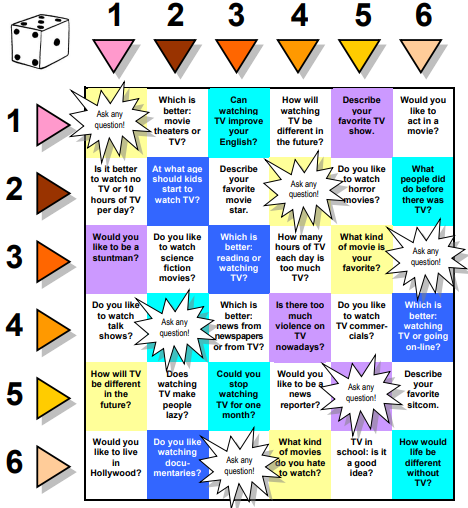 1 2 3 4 5 6
1
Ask any
question!
Which is
better:
movie
theaters or
TV?
Can
watching
TV improve
your
English?
How will
watching
TV be
different in
the future?
Describe
your
favorite TV
show.
Would you
like to
act in a
movie?
2
Is it better
to watch no
TV or 10
hours of TV
per day?
At what age
should kids
start to
watch TV?
Describe
your
favorite
movie
star.
Ask any
question!
Do you like
to watch
horror
movies?
What
people did
do before
there was
TV?
3
Would you
like to be a
stuntman?
Do you like
to watch
science
fiction
movies?
Which is
better:
reading or
watching
TV?
How many
hours of TV
each day is
too much
TV?
What kind
of movie is
your
favorite?
Ask any
question!
4
Do you like
to watch
talk
shows?
Ask any
question!
Which is
better:
news from
newspapers
or from TV?
Is there too
much
violence on
TV
nowadays?
Do you like
to watch
TV commer-
cials?
Which is
better:
watching
TV or going
on-line?
5
How will TV
be different
in the
future?
Does
watching
TV make
people
lazy?
Could you
stop
watching
TV for one
month?
Would you
like to be a
news
reporter?
Ask any
question!
Describe
your
favorite
sitcom.
6
Would you
like to live
in
Hollywood?
Do you like
watching
docu-
mentaries?
Ask any
question!
What kind
of movies
do you hate
to watch?
TV in
school: is it
a good
idea?
How would
life be
different
without
TV?